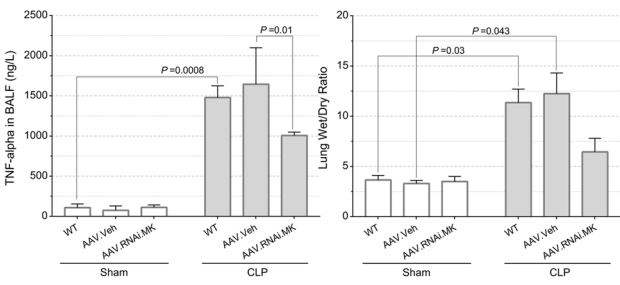 TNF-alpha in BALF (ng/L)
2500
2000
1500
1000
500
0
P =0.01
P =0.0008
WT
AAV.Veh
AAV.RNAi.MK
WT
AAV.Veh
AAV.RNAi.MK
Sham
CLP
Lung Wet/Dry Ratio
20
15
10
5
0
P =0.043
P =0.03
WT
AAV.Veh
AAV.RNAi.MK
WT
AAV.Veh
AAV.RNAi.MK
Sham
CLP